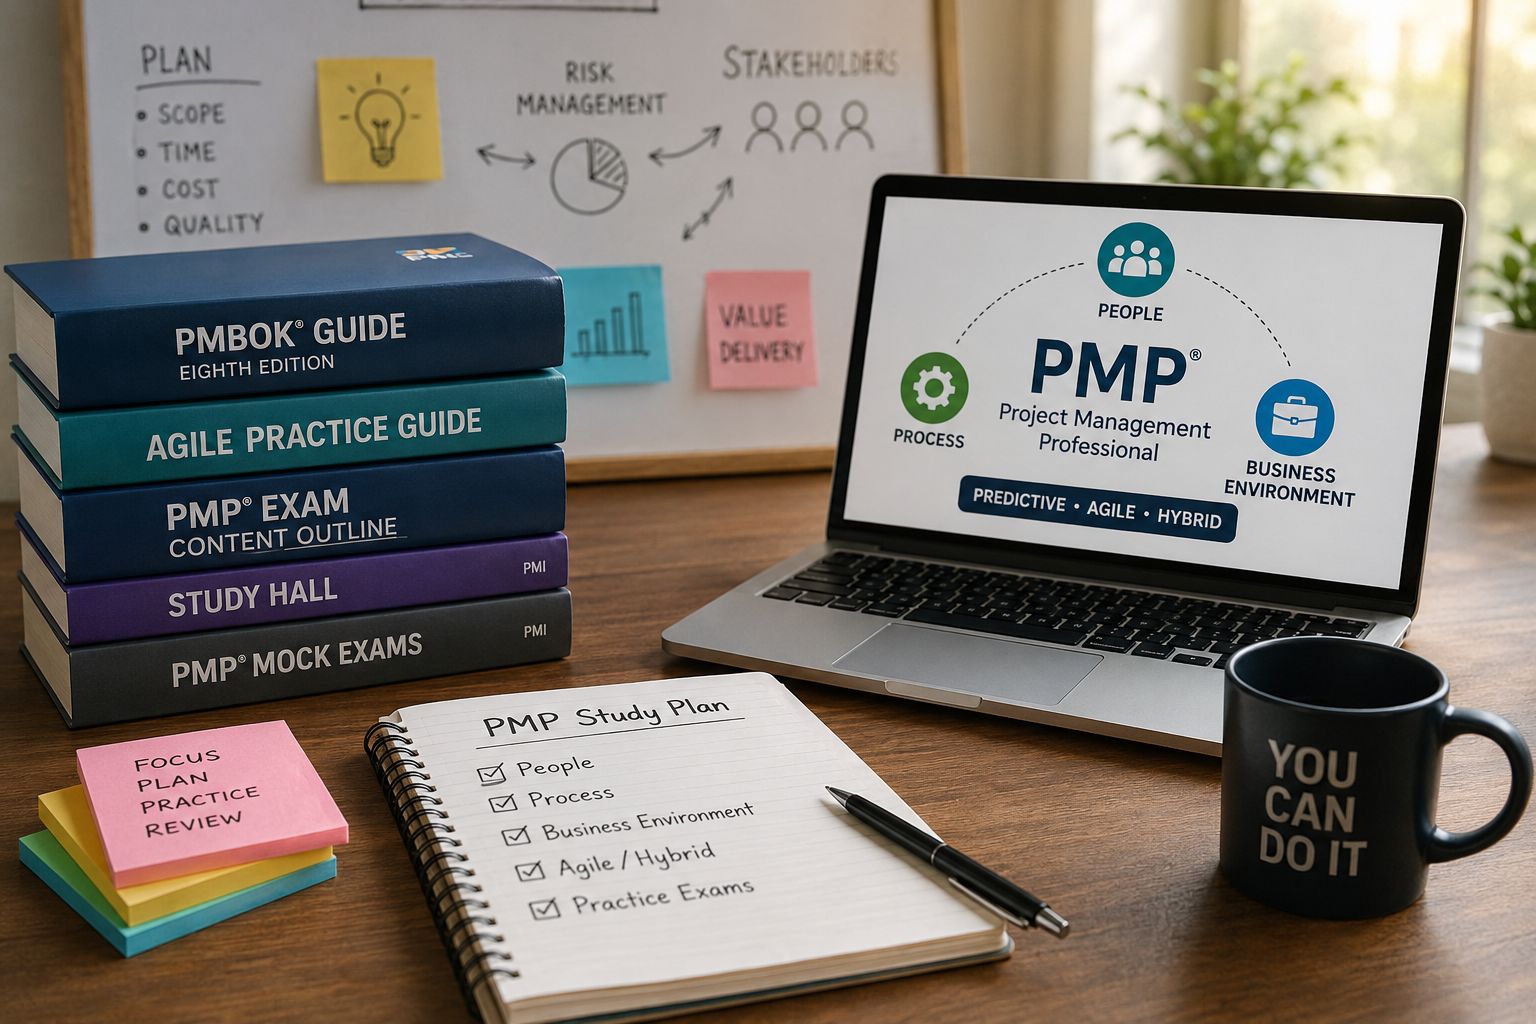 PLAN
• SCOPE
• TIME
• COST
• QUALITY
RISK
MANAGEMENT
STAKEHOLDERS
VALUE
DELIVERY
PMBOK® GUIDE
EIGHTH EDITION
AGILE PRACTICE GUIDE
PMP® EXAM
CONTENT OUTLINE
STUDY HALL
PMI
PMP® MOCK EXAMS
PMI
PEOPLE
PROCESS
PMP®
Project Management
Professional
BUSINESS
ENVIRONMENT
PREDICTIVE • AGILE • HYBRID
FOCUS
PLAN
PRACTICE
REVIEW
PMP Study Plan
☑ People
☑ Process
☑ Business Environment
☑ Agile / Hybrid
☑ Practice Exams
YOU
CAN
DO IT